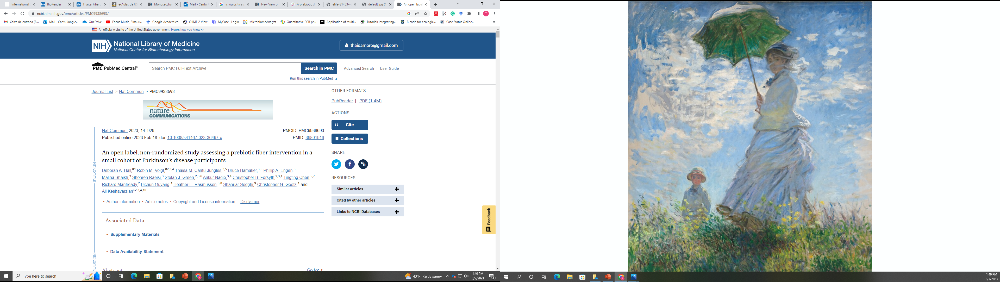 International
BioRender
Thaisa_Fibers
e-Aulas da US
Monosacchar
Mail - Cantu J
is viscosity a p
New View on
A prebiotic di
elife-81453-v
default.jpg (1
An open labe
ncbi.nlm.nih.gov/pmc/articles/PMC9938693/
Caixa de entrada (8... Mail - Cantu Jungle... OneDrive Focus Music, Binaur... Google Acadêmico QIIME 2 View MyCase | Login MicrobiomeAnalyst Quantitative PCR pr... Application of multi... Tutorial: Integrating... R code for ecologic... Case Status Online... »
An official website of the United States government Here's how you know
NIH National Library of Medicine
National Center for Biotechnology Information
thaisamoro@gmail.com
PMC PubMed Central®
Search PMC Full-Text Archive
Search in PMC
Advanced Search | User Guide
Run this search in PubMed
Journal List > Nat Commun > PMC9938693
nature
COMMUNICATIONS
Nat Commun. 2023; 14: 926. PMCID: PMC9938693
Published online 2023 Feb 18. doi: 10.1038/s41467-023-36497-x PMID: 36801916
An open label, non-randomized study assessing a prebiotic fiber intervention in a
small cohort of Parkinson's disease participants
Deborah A. Hall,#1 Robin M. Voigt,#2,3,4 Thaisa M. Cantu-Jungles,3,5 Bruce Hamaker,3,5 Phillip A. Engen,3
Maliha Shaikh,3 Shohreh Raeisi,3 Stefan J. Green,2,3,6 Ankur Naqib,3,4 Christopher B. Forsyth,2,3,4 Tingting Chen,5,7
Richard Manfready,2 Bichun Ouyang,1 Heather E. Rasmussen,3,8 Shahriar Sedghi,9 Christopher G. Goetz,1 and
Ali Keshavarzian✉2,3,4,10
Author information Article notes Copyright and License information Disclaimer
Associated Data
Supplementary Materials
Data Availability Statement
Abstract Go to:
Nat Commun
Nat Commu
OTHER FORMATS
PubReader | PDF (1.4M)
ACTIONS
Cite
Collections
SHARE
RESOURCES
Similar articles
Cited by other articles
Links to NCBI Databases
Feedback
Type here to search
43°F Partly sunny
1:40 PM
3/7/2023
4
1:40 PM
3/7/2023